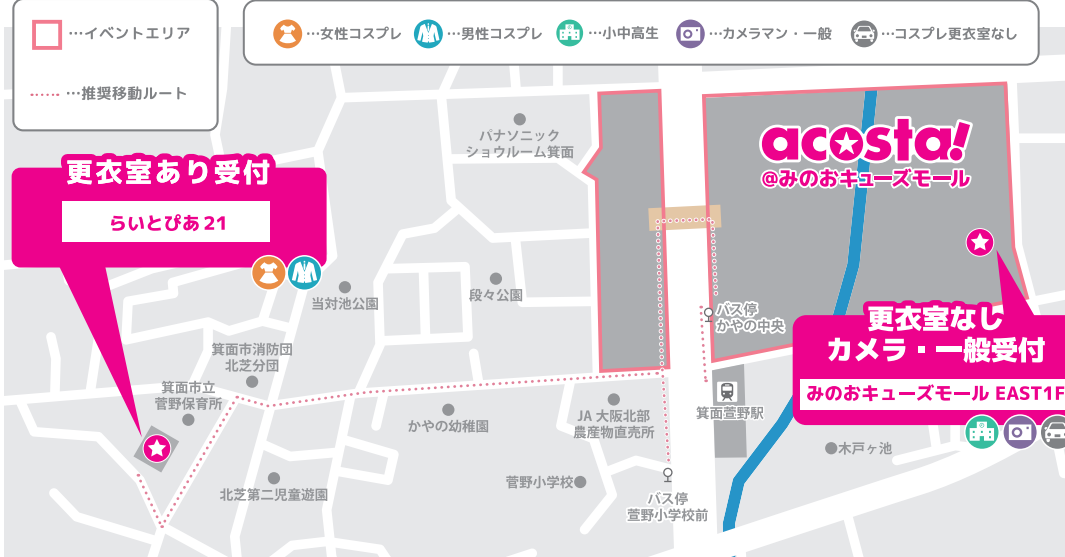 …イベントエリア
…推奨移動ルート
…女性コスプレ
…男性コスプレ
…小中高生
…カメラマン・一般
…コスプレ更衣室なし
パナソニック
ショウルーム箕面
acosta!
@みのおキューズモール
更衣室あり受付
らいとぴあ21
当対池公園
段々公園
バス停
かやの中央
更衣室なし
カメラ・一般受付
みのおキューズモール EAST1F
箕面市消防団
北芝分団
箕面市立
菅野保育所
かやの幼稚園
JA 大阪北部
農産物直売所
箕面萱野駅
木戸ヶ池
北芝第二児童遊園
菅野小学校
バス停
萱野小学校前